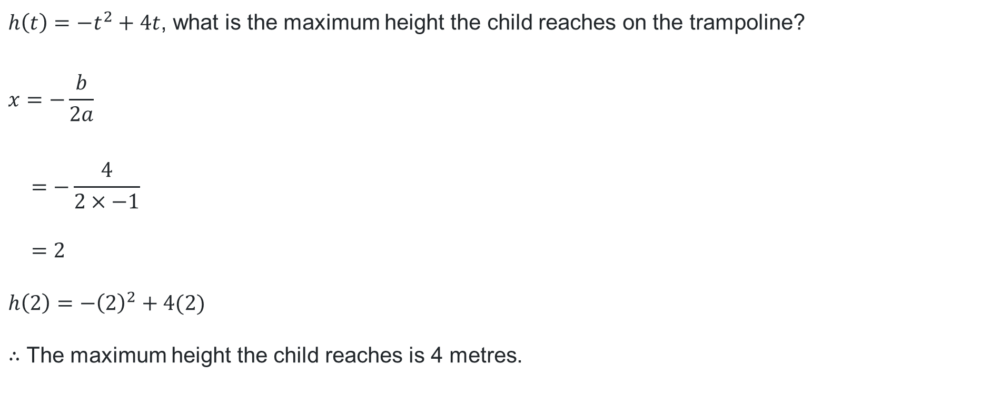 h(t) = −t² + 4t, what is the maximum height the child reaches on the trampoline?
x = −b/2a
= −4/(2 × −1)
= 2
h(2) = −(2)² + 4(2)
∴ The maximum height the child reaches is 4 metres.